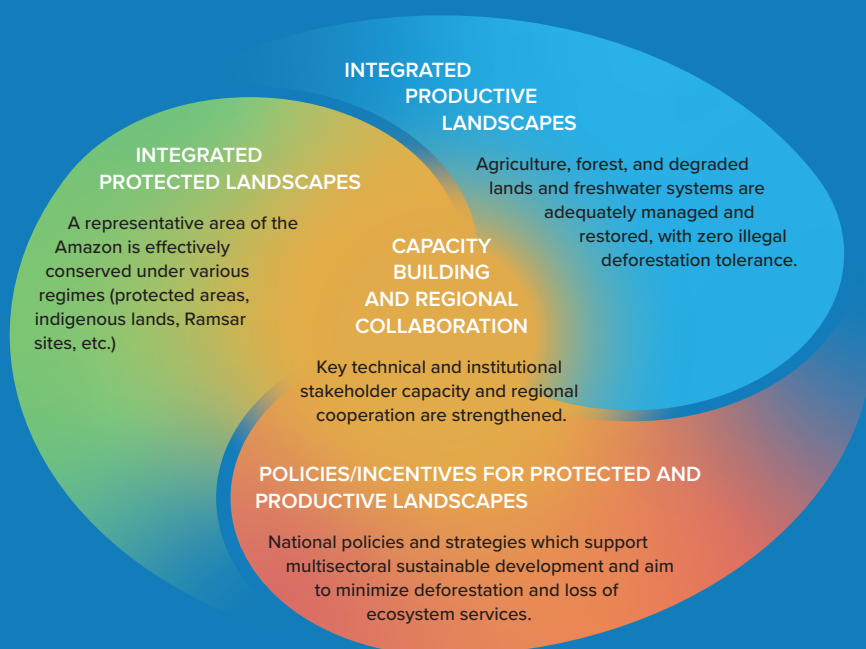 INTEGRATED
PRODUCTIVE
LANDSCAPES
Agriculture, forest, and degraded
lands and freshwater systems are
adequately managed and
restored, with zero illegal
deforestation tolerance.
INTEGRATED
PROTECTED LANDSCAPES
A representative area of the
Amazon is effectively
conserved under various
regimes (protected areas,
indigenous lands, Ramsar
sites, etc.)
CAPACITY
BUILDING
AND REGIONAL
COLLABORATION
Key technical and institutional
stakeholder capacity and regional
cooperation are strengthened.
POLICIES/INCENTIVES FOR PROTECTED AND
PRODUCTIVE LANDSCAPES
National policies and strategies which support
multisectoral sustainable development and aim
to minimize deforestation and loss of
ecosystem services.